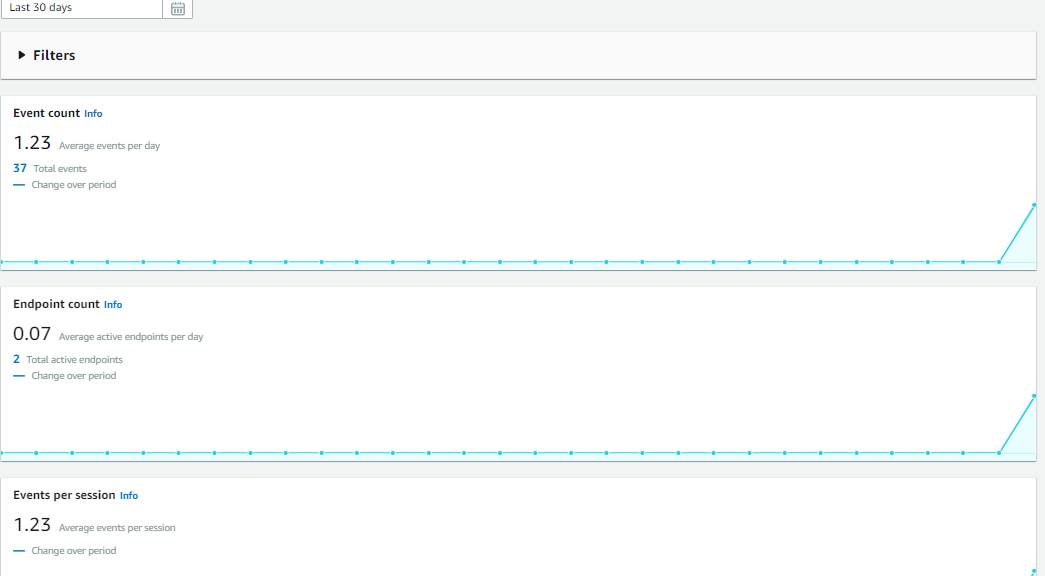 Last 30 days
Filters
Event count Info
1.23 Average events per day
37 Total events
Change over period
Endpoint count Info
0.07 Average active endpoints per day
2 Total active endpoints
Change over period
Events per session Info
1.23 Average events per session
Change over period